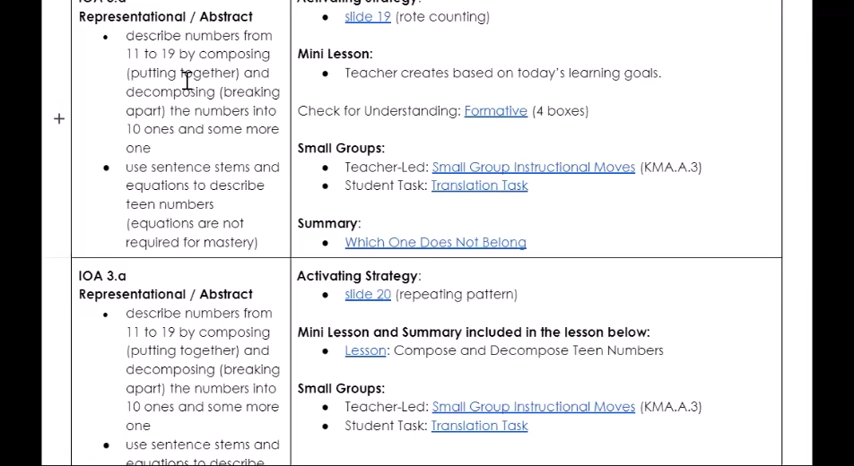 IOA 3.a
Representational / Abstract
● describe numbers from
11 to 19 by composing
(putting together) and
decomposing (breaking
apart) the numbers into
10 ones and some more
one
● use sentence stems and
equations to describe
teen numbers
(equations are not
required for mastery)
Activating Strategy:
● slide 19 (rote counting)
Mini Lesson:
● Teacher creates based on today's learning goals.
Check for Understanding: Formative (4 boxes)
Small Groups:
● Teacher-Led: Small Group Instructional Moves (KMA.A.3)
● Student Task: Translation Task
Summary:
● Which One Does Not Belong
IOA 3.a
Representational / Abstract
● describe numbers from
11 to 19 by composing
(putting together) and
decomposing (breaking
apart) the numbers into
10 ones and some more
one
● use sentence stems and
equations to describe
Activating Strategy:
● slide 20 (repeating pattern)
Mini Lesson and Summary included in the lesson below:
● Lesson: Compose and Decompose Teen Numbers
Small Groups:
● Teacher-Led: Small Group Instructional Moves (KMA.A.3)
● Student Task: Translation Task